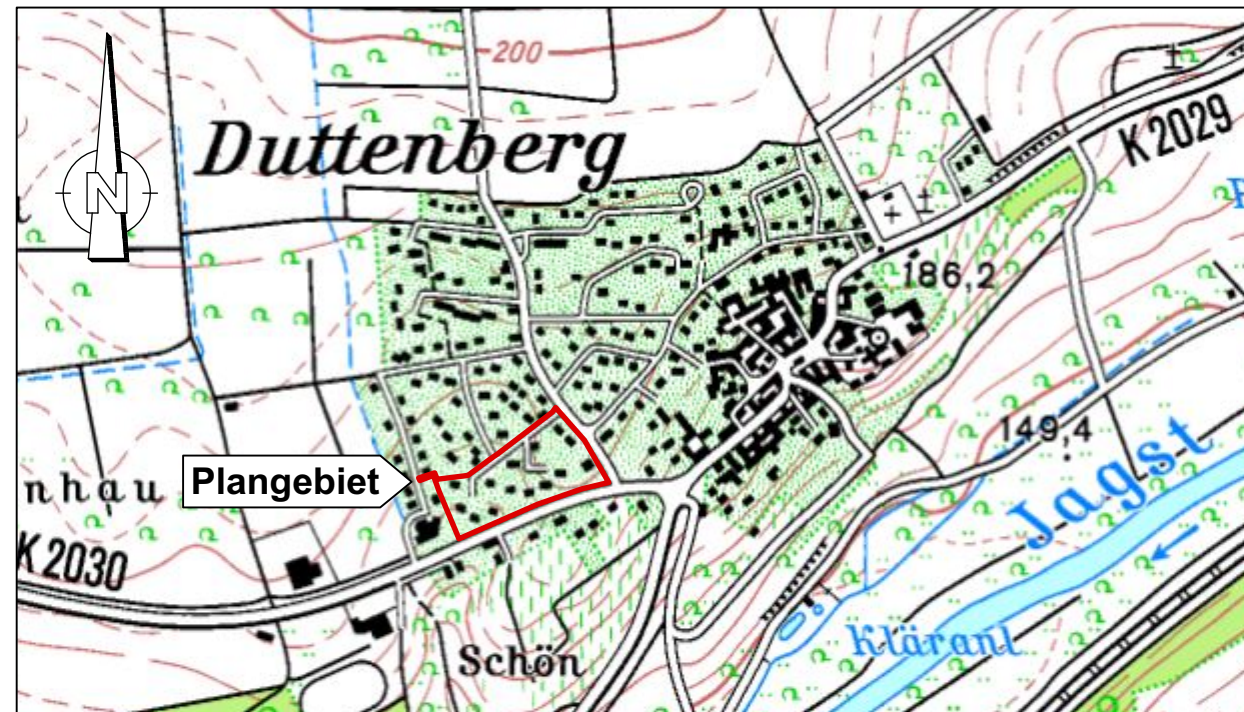 200
Duttenberg
K 2029
N
186,2
149,4
Jagst
Plangebiet
nhau
K 2030
Kläranl
Schön